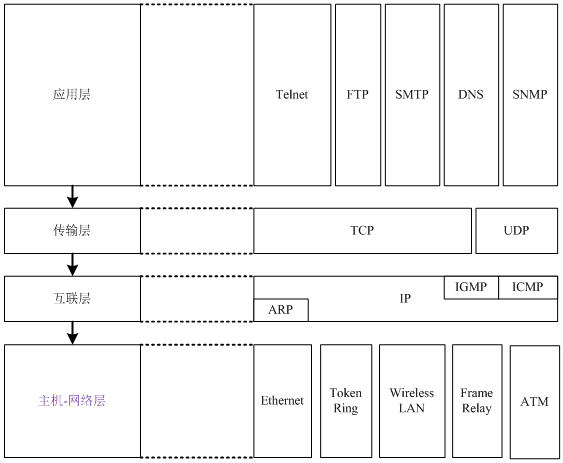 应用层
Telnet
FTP
SMTP
DNS
SNMP
传输层
TCP
UDP
互联层
IP
IGMP
ICMP
ARP
主机-网络层
Ethernet
Token
Ring
Wireless
LAN
Frame
Relay
ATM